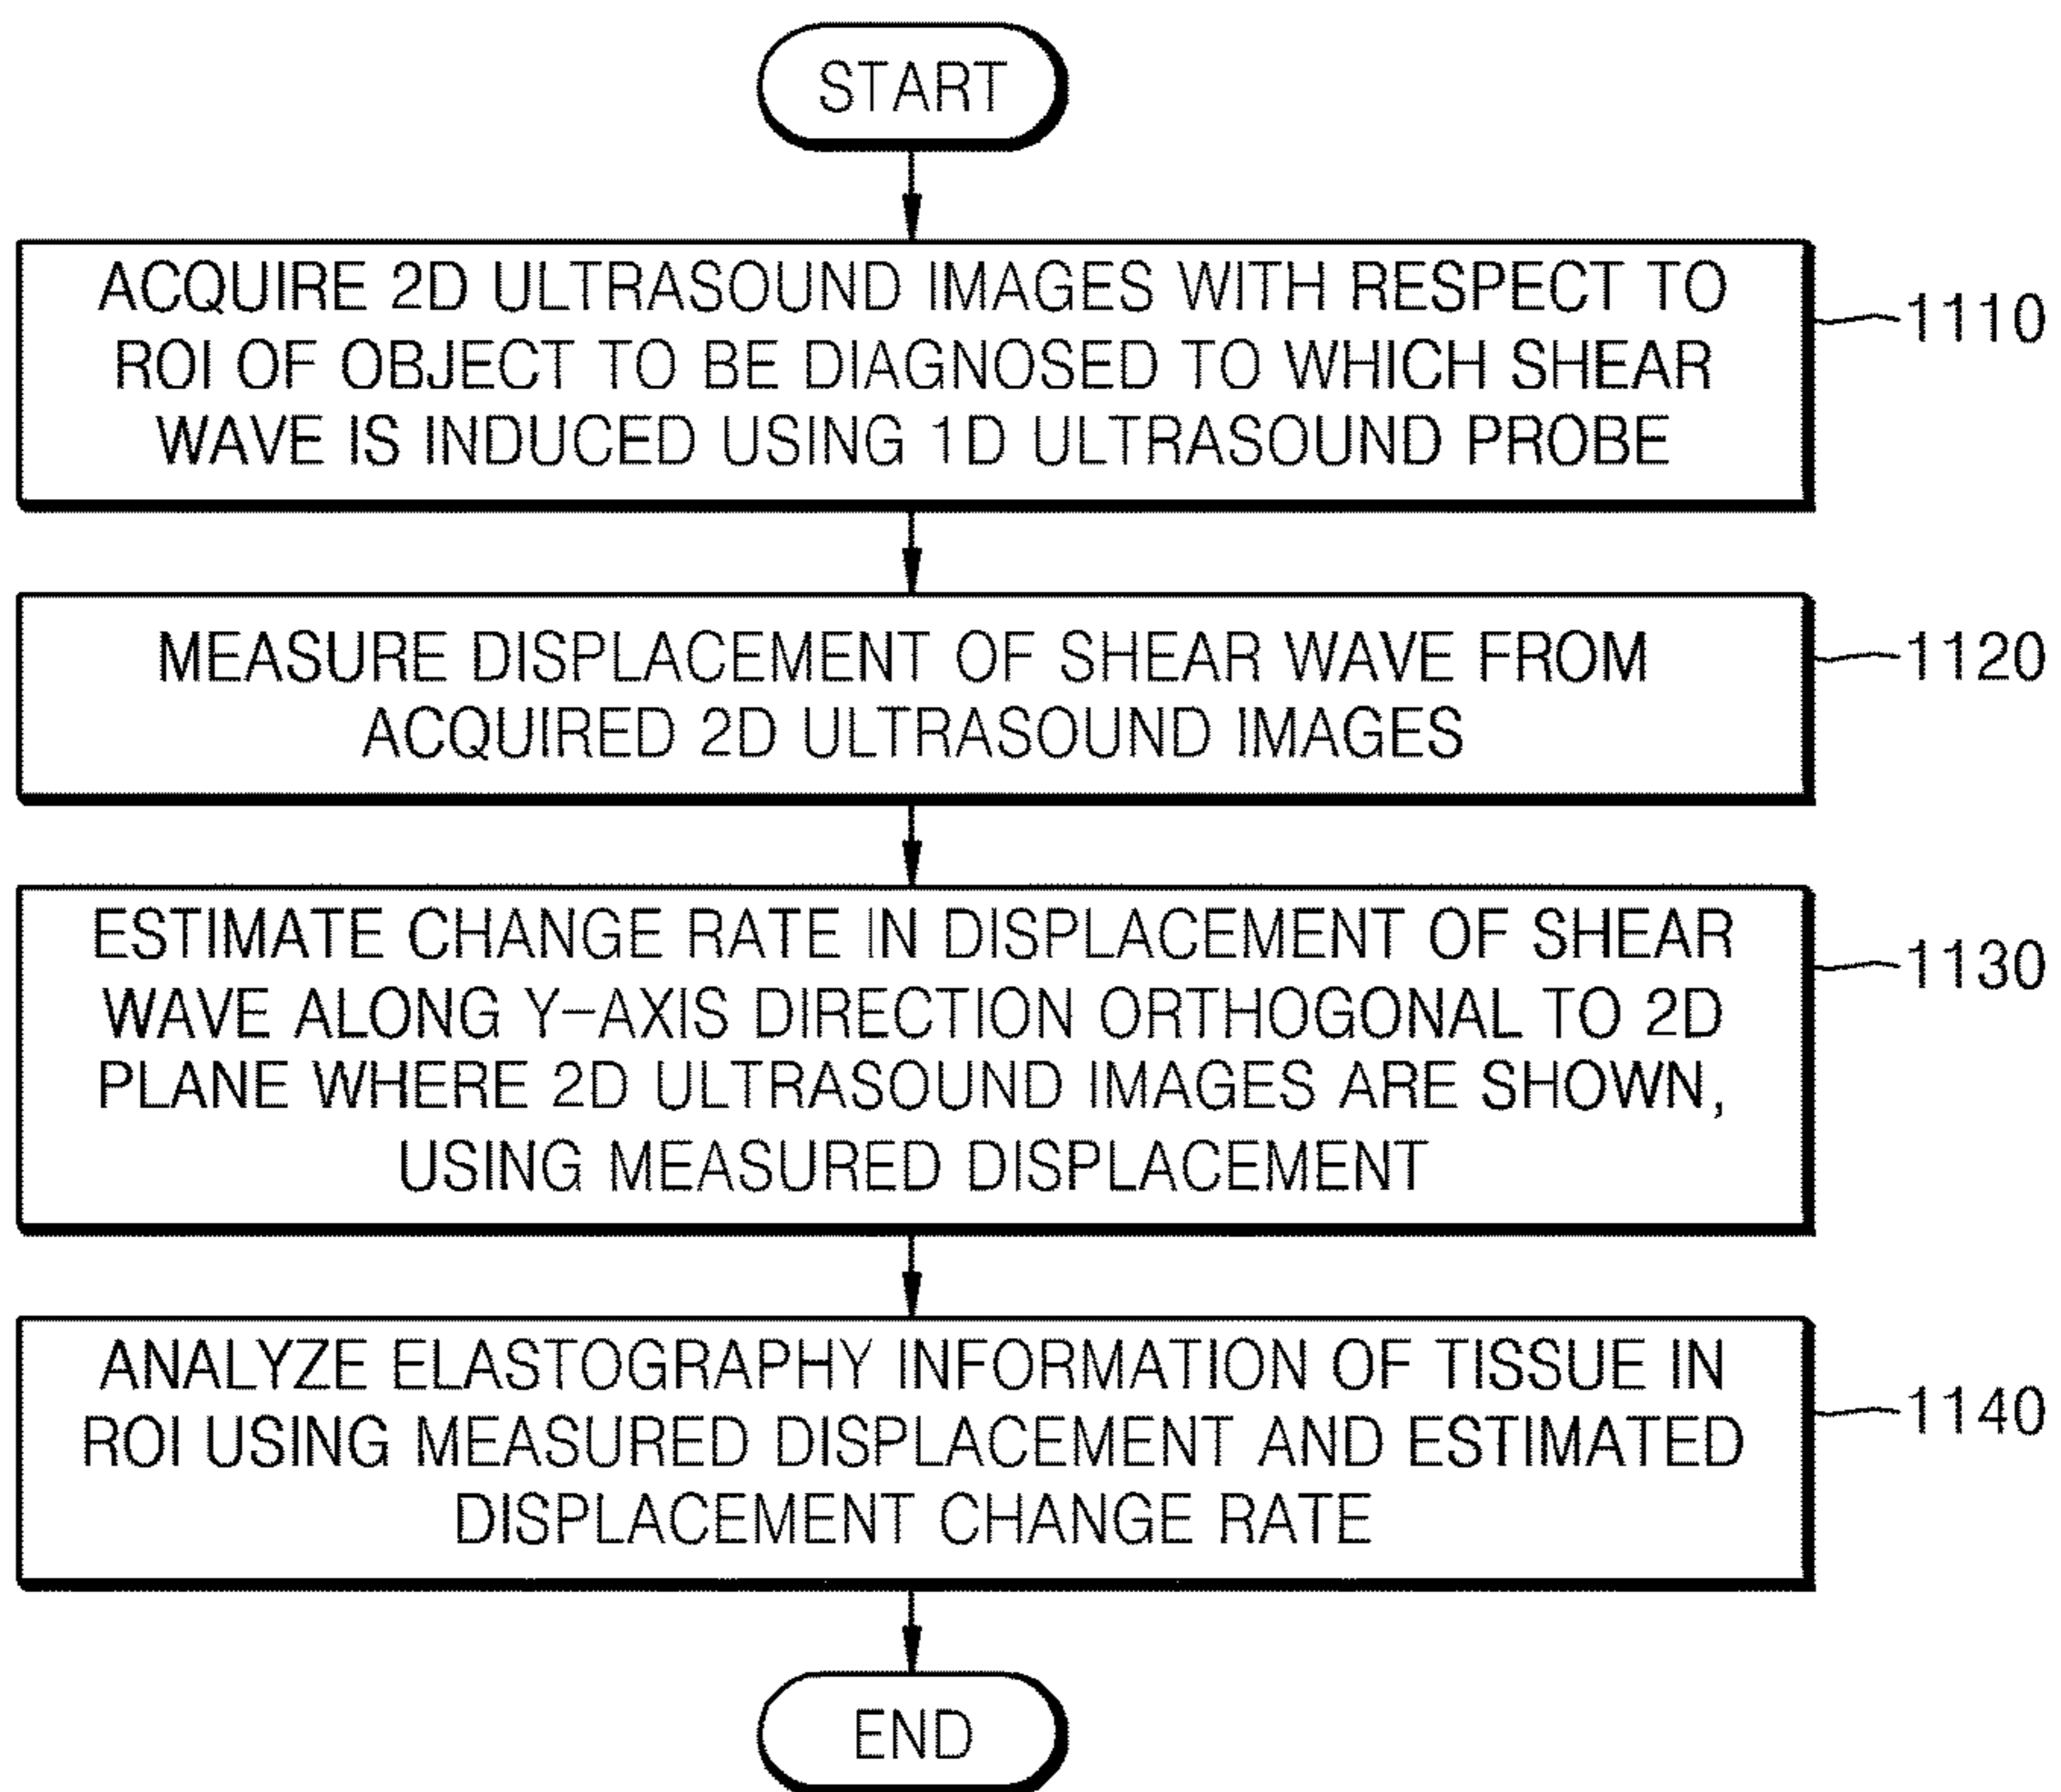 START
ACQUIRE 2D ULTRASOUND IMAGES WITH RESPECT TO
ROI OF OBJECT TO BE DIAGNOSED TO WHICH SHEAR
WAVE IS INDUCED USING 1D ULTRASOUND PROBE
1110
MEASURE DISPLACEMENT OF SHEAR WAVE FROM
ACQUIRED 2D ULTRASOUND IMAGES
1120
ESTIMATE CHANGE RATE IN DISPLACEMENT OF SHEAR
WAVE ALONG Y-AXIS DIRECTION ORTHOGONAL TO 2D
PLANE WHERE 2D ULTRASOUND IMAGES ARE SHOWN,
USING MEASURED DISPLACEMENT
1130
ANALYZE ELASTOGRAPHY INFORMATION OF TISSUE IN
ROI USING MEASURED DISPLACEMENT AND ESTIMATED
DISPLACEMENT CHANGE RATE
1140
END